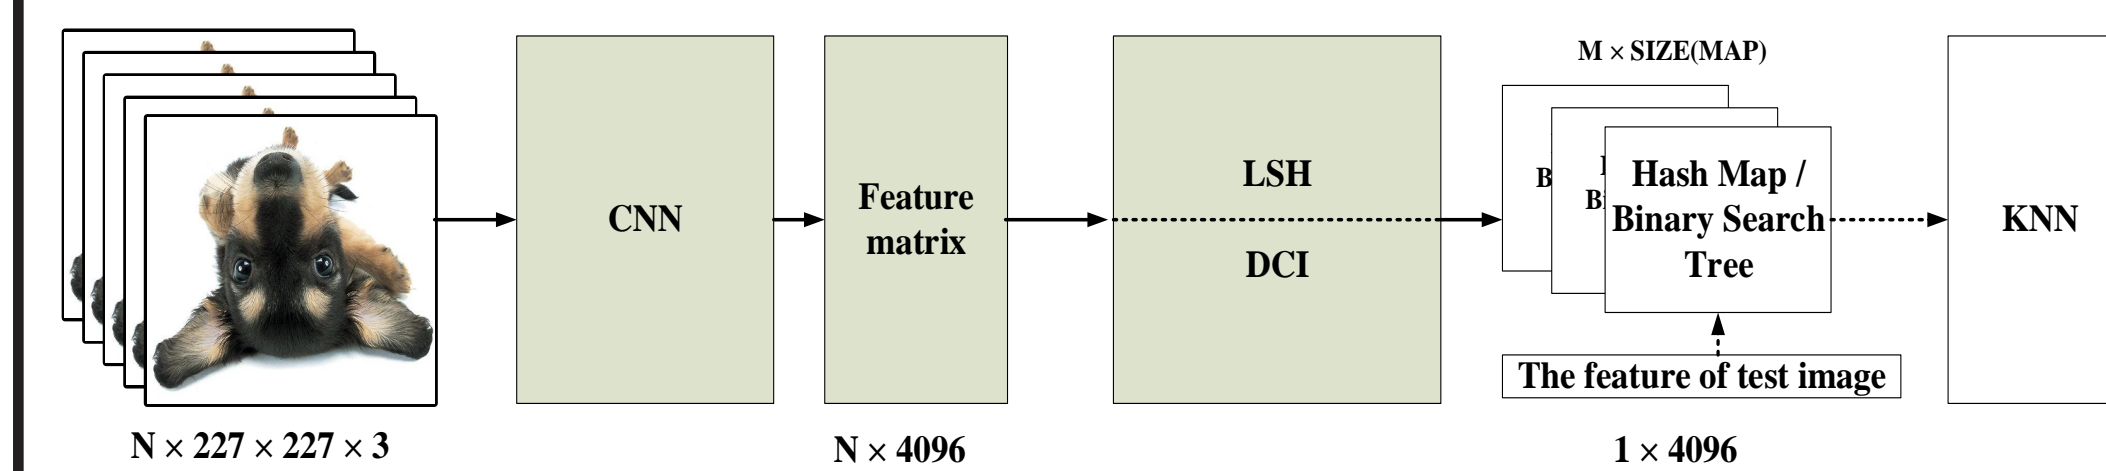 M × SIZE(MAP)
CNN
Feature
matrix
LSH
DCI
B
Bi
Hash Map /
Binary Search
Tree
KNN
The feature of test image
N × 227 × 227 × 3
N × 4096
1 × 4096